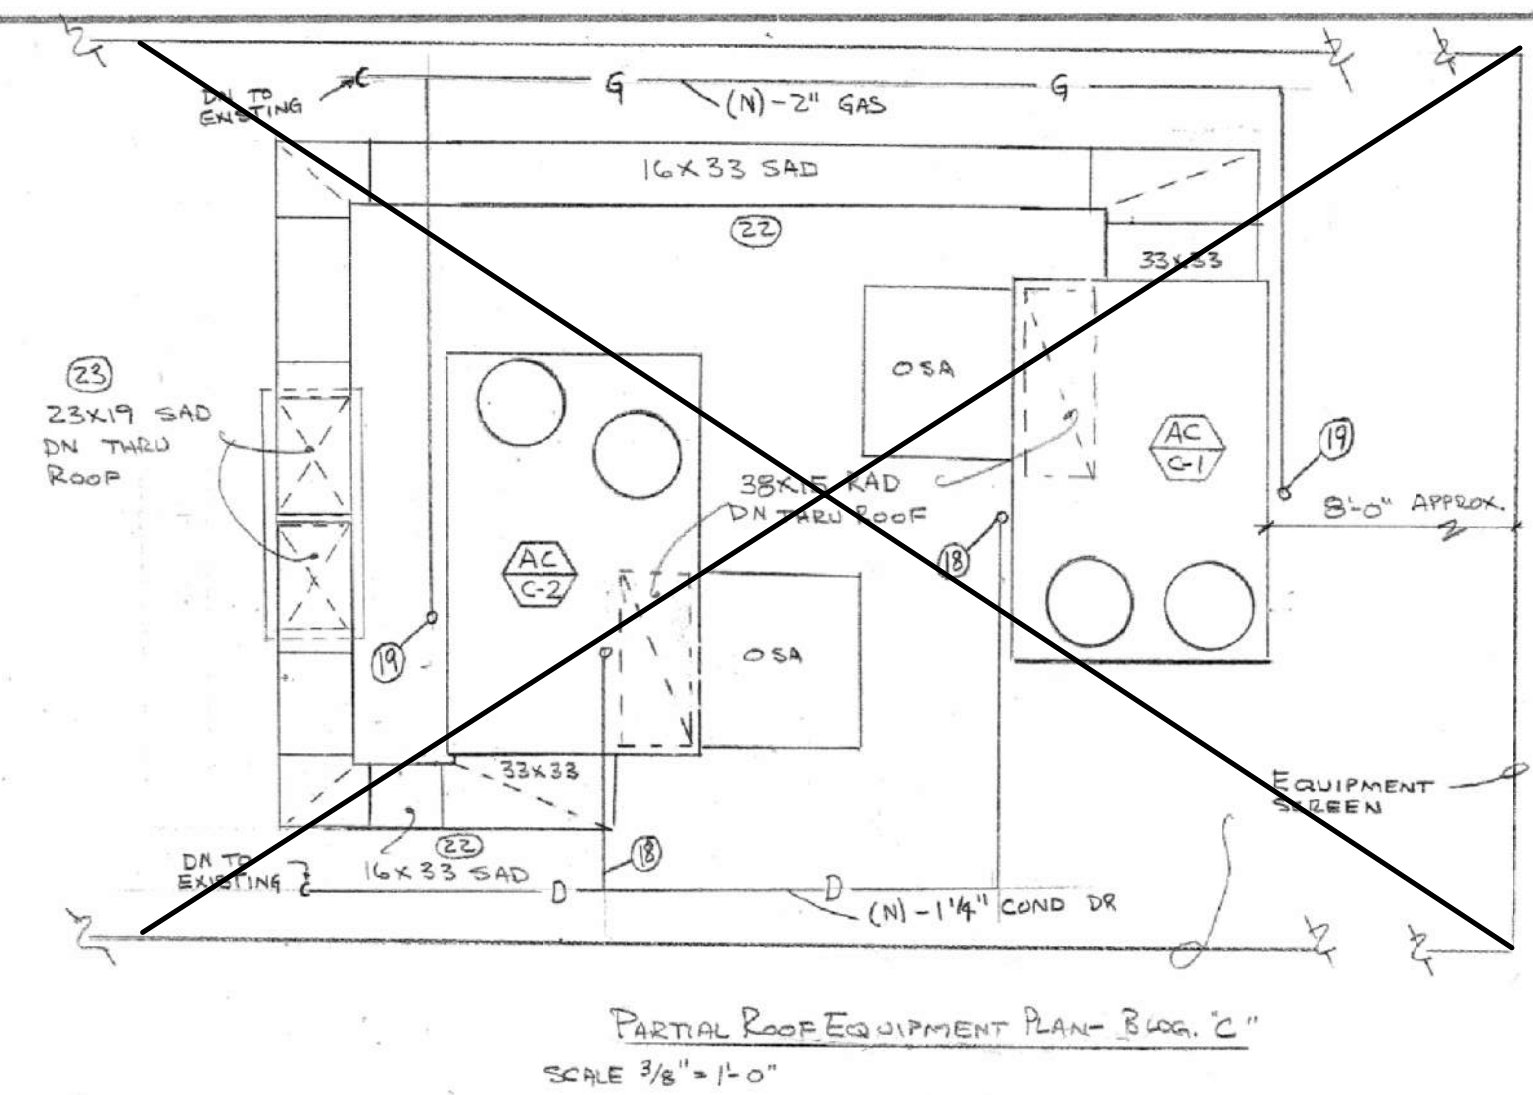 DN TO
EXISTING
G
G
(N)-2" GAS
16X33 SAD
22
33X33
OSA
23
23X19 SAD
DN THRU
ROOF
AC
C-1
19
38X15 RAD
DN THRU ROOF
8'-0" APPROX.
18
AC
C-2
19
OSA
EQUIPMENT
SCREEN
33X33
22
16X33 SAD
18
DN TO
EXISTING
D
D
(N)-1 1/4" COND DR
PARTIAL ROOF EQUIPMENT PLAN- BLDG. "C"
SCALE 3/8" = 1'-0"